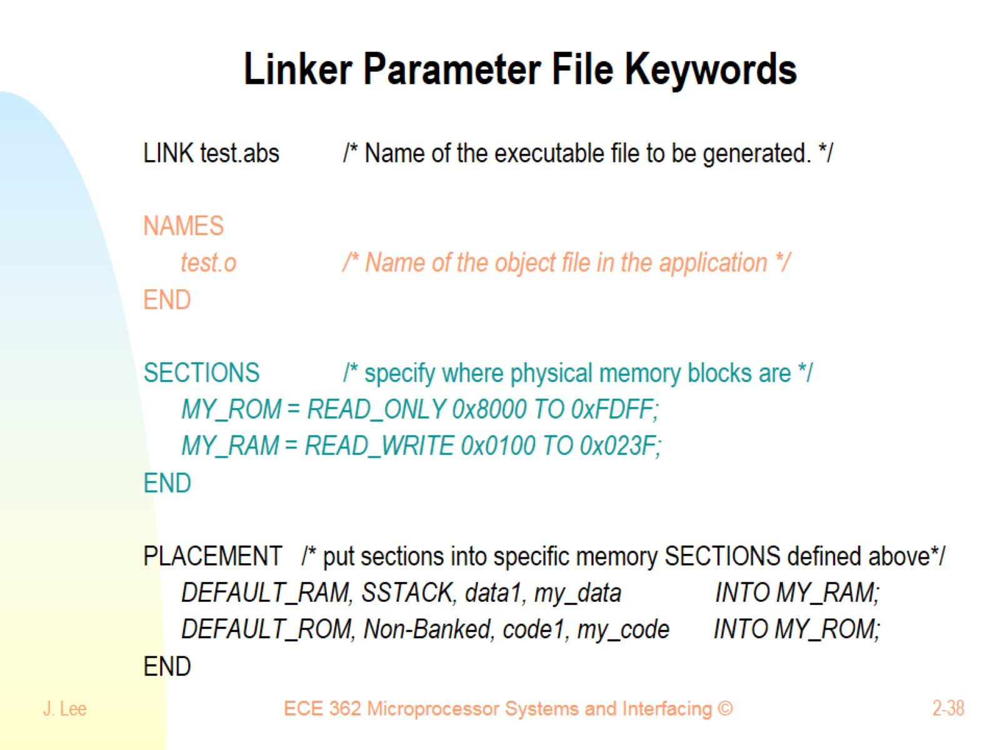 Linker Parameter File Keywords
LINK test.abs /* Name of the executable file to be generated. */
NAMES
test.o /* Name of the object file in the application */
END
SECTIONS /* specify where physical memory blocks are */
MY_ROM = READ_ONLY 0x8000 TO 0xFDFF;
MY_RAM = READ_WRITE 0x0100 TO 0x023F;
END
PLACEMENT /* put sections into specific memory SECTIONS defined above*/
DEFAULT_RAM, SSTACK, data1, my_data INTO MY_RAM;
DEFAULT_ROM, Non-Banked, code1, my_code INTO MY_ROM;
END
J. Lee ECE 362 Microprocessor Systems and Interfacing © 2-38